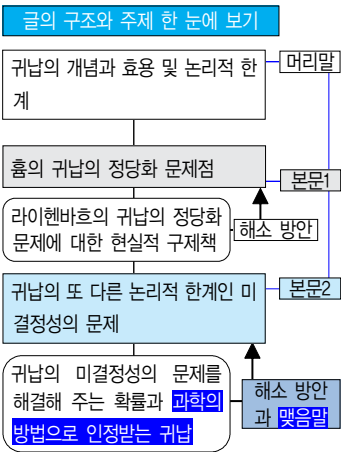 글의 구조와 주제 한 눈에 보기
귀납의 개념과 효용 및 논리적 한
계
머리말
흄의 귀납의 정당화 문제점
본문1
라이헨바흐의 귀납의 정당화
문제에 대한 현실적 구제책
해소 방안
귀납의 또 다른 논리적 한계인 미
결정성의 문제
본문2
귀납의 미결정성의 문제를
해결해 주는 확률과 과학의
방법으로 인정받는 귀납
해소 방안
과 맺음말